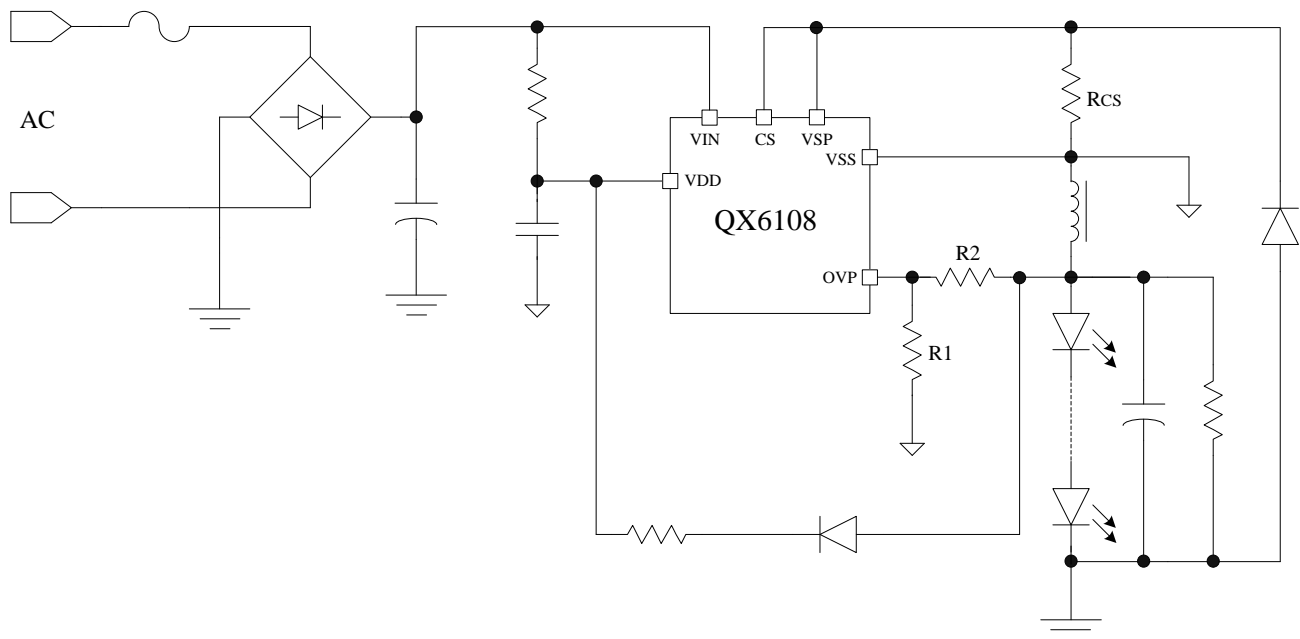 AC
VIN
CS
VSP
RCS
VSS
VDD
QX6108
OVP
R2
R1